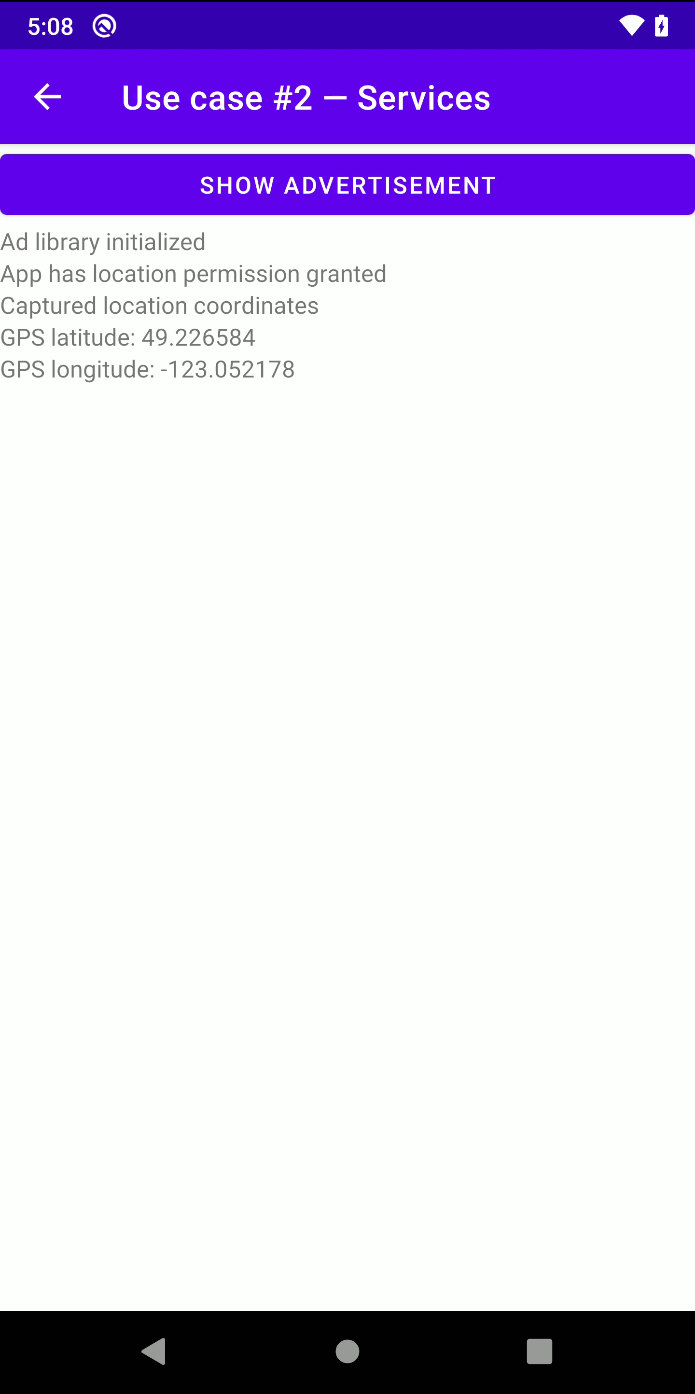 5:08
Use case #2 — Services
SHOW ADVERTISEMENT
Ad library initialized
App has location permission granted
Captured location coordinates
GPS latitude: 49.226584
GPS longitude: -123.052178